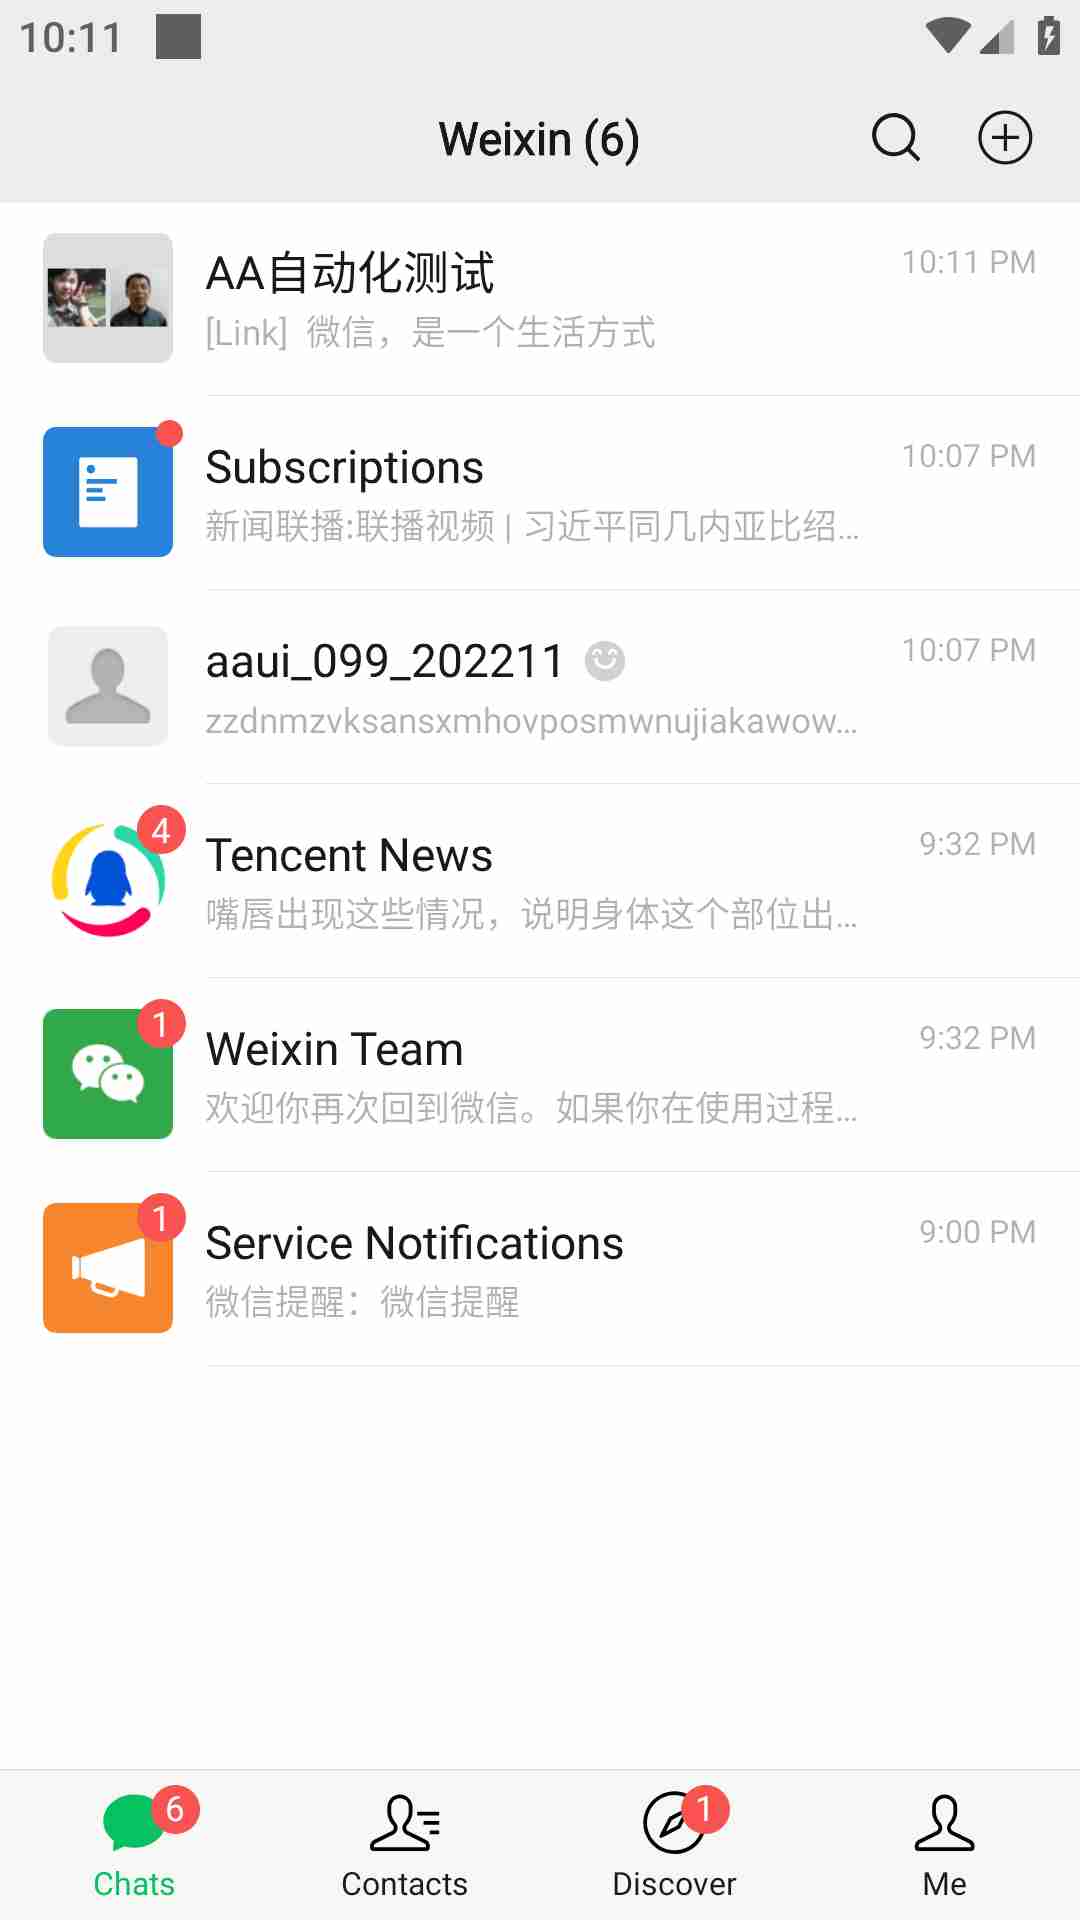 10:11
Weixin (6)
AA自动化测试
10:11 PM
[Link] 微信，是一个生活方式
Subscriptions
10:07 PM
新闻联播:联播视频 | 习近平同几内亚比绍...
aaui_099_202211
10:07 PM
zzdnmzvksansxmhovposmwnujiakawow...
4
Tencent News
9:32 PM
嘴唇出现这些情况，说明身体这个部位出...
1
Weixin Team
9:32 PM
欢迎你再次回到微信。如果你在使用过程...
1
Service Notifications
9:00 PM
微信提醒：微信提醒
6
1
Chats
Contacts
Discover
Me